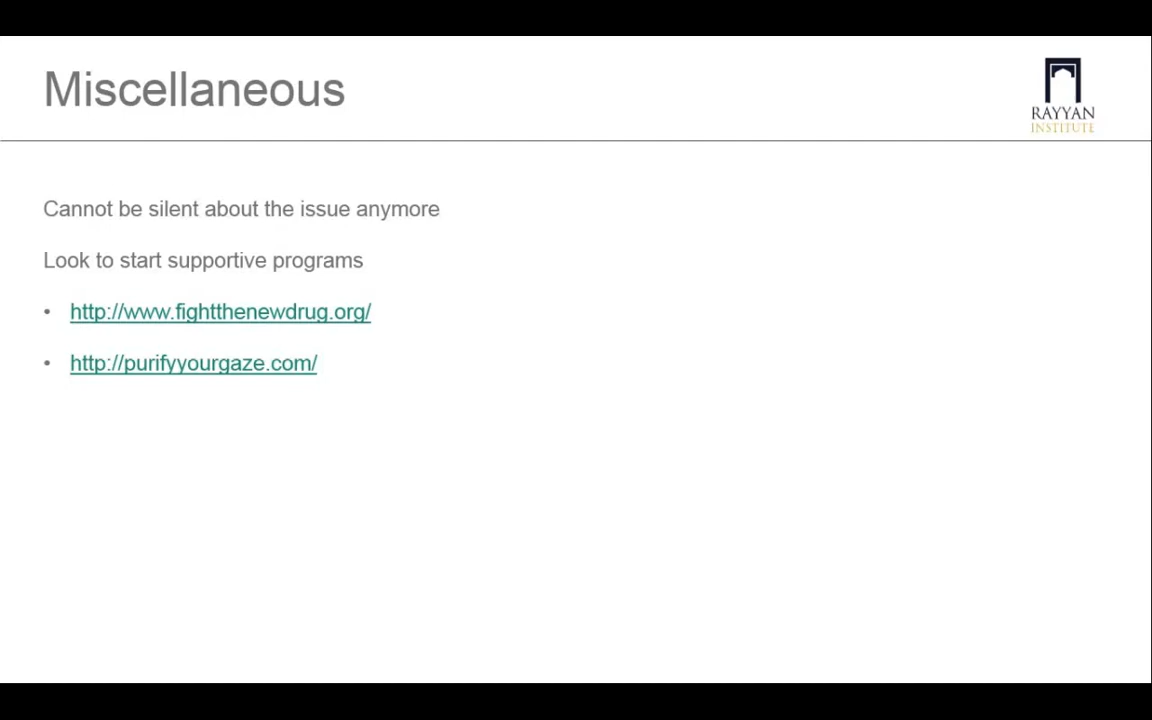 Miscellaneous
RAYYAN
INSTITUTE
Cannot be silent about the issue anymore
Look to start supportive programs
• http://www.fightthenewdrug.org/
• http://purifyyourgaze.com/